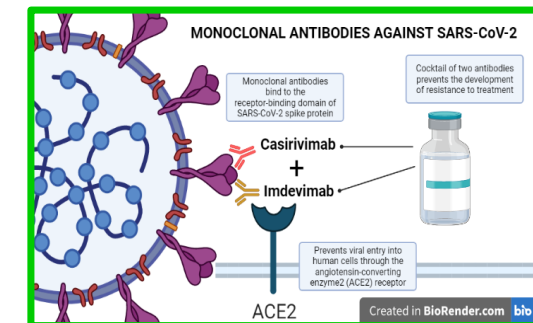 MONOCLONAL ANTIBODIES AGAINST SARS-CoV-2
Monoclonal antibodies
bind to the
receptor-binding domain of
SARS-CoV-2 spike protein
Cocktail of two antibodies
prevents the development
of resistance to treatment
Casirivimab
+
Imdevimab
Prevents viral entry into
human cells through the
angiotensin-converting
enzyme2 (ACE2) receptor
ACE2
Created in BioRender.com bio